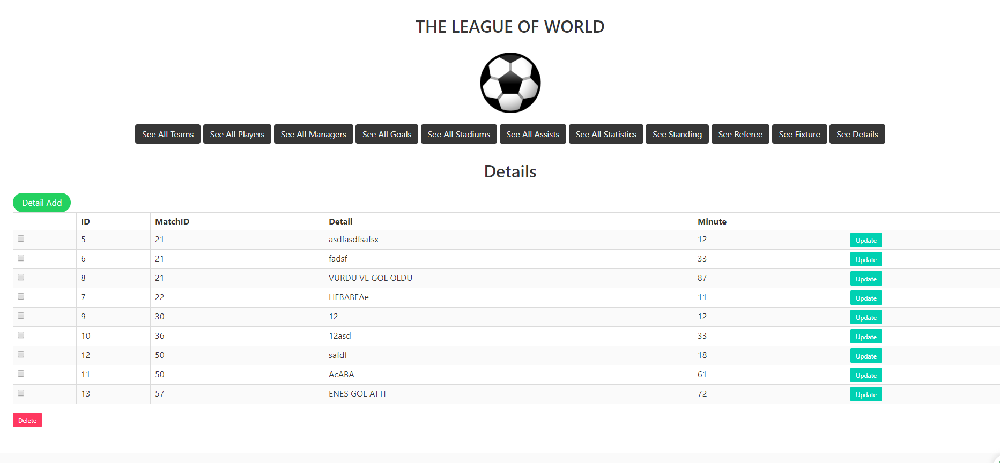 THE LEAGUE OF WORLD
See All Teams See All Players See All Managers See All Goals See All Stadiums See All Assists See All Statistics See Standing See Referee See Fixture See Details
Details
Detail Add
ID MatchID Detail Minute
5 21 asdfasdfsafsx 12 Update
6 21 fadsf 33 Update
8 21 VURDU VE GOL OLDU 87 Update
7 22 HEBABEAe 11 Update
9 30 12 12 Update
10 36 12asd 33 Update
12 50 safdf 18 Update
11 50 AcABA 61 Update
13 57 ENES GOL ATTI 72 Update
Delete